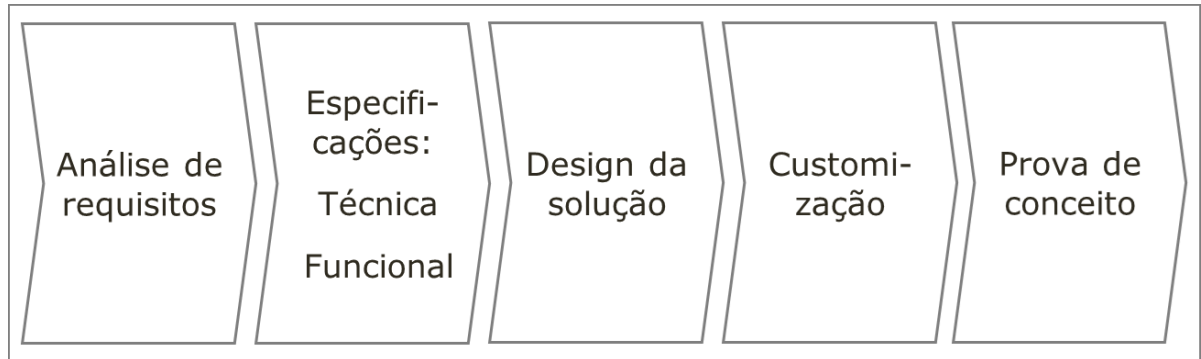 Análise de
requisitos
Especifi-
cações:
Técnica
Funcional
Design da
solução
Customi-
zação
Prova de
conceito